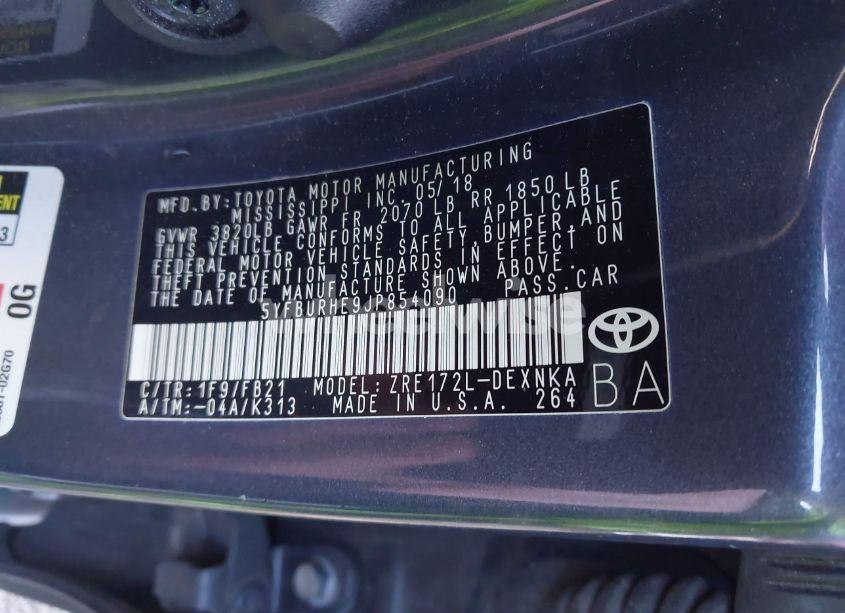 MFD.BY:TOYOTA MOTOR MANUFACTURING
MISSISSIPPI INC. 05/18
GVWR 3820LB GAWR FR 2070 LB RR 1850 LB
THIS VEHICLE CONFORMS TO ALL APPLICABLE
FEDERAL MOTOR VEHICLE SAFETY,BUMPER,AND
THEFT PREVENTION STANDARDS IN EFFECT ON
THE DATE OF MANUFACTURE SHOWN ABOVE.
5YFBURHE9JP854090 PASS.CAR
C/TR:1F9/FB21 MODEL:ZRE172L-DEXNKA
A/TM:-04A/K313 MADE IN U.S.A. 264
BA
3
0G